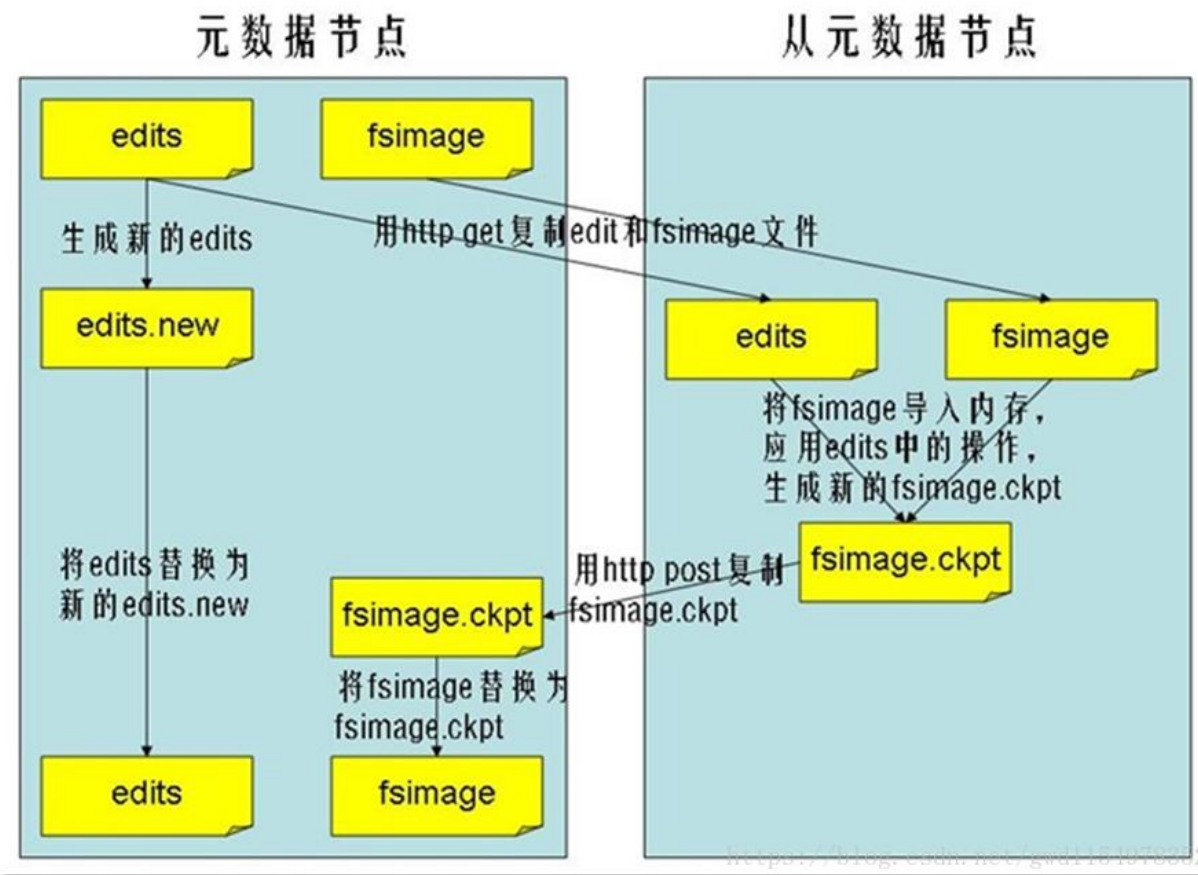 元数据节点
从元数据节点
edits
fsimage
生成新的edits
用http get复制edit和fsimage文件
edits.new
edits
fsimage
将fsimage导入内存，
应用edits中的操作，
生成新的fsimage.ckpt
fsimage.ckpt
将edits替换为
新的edits.new
用http post复制
fsimage.ckpt
fsimage.ckpt
将fsimage替换为
fsimage.ckpt
edits
fsimage